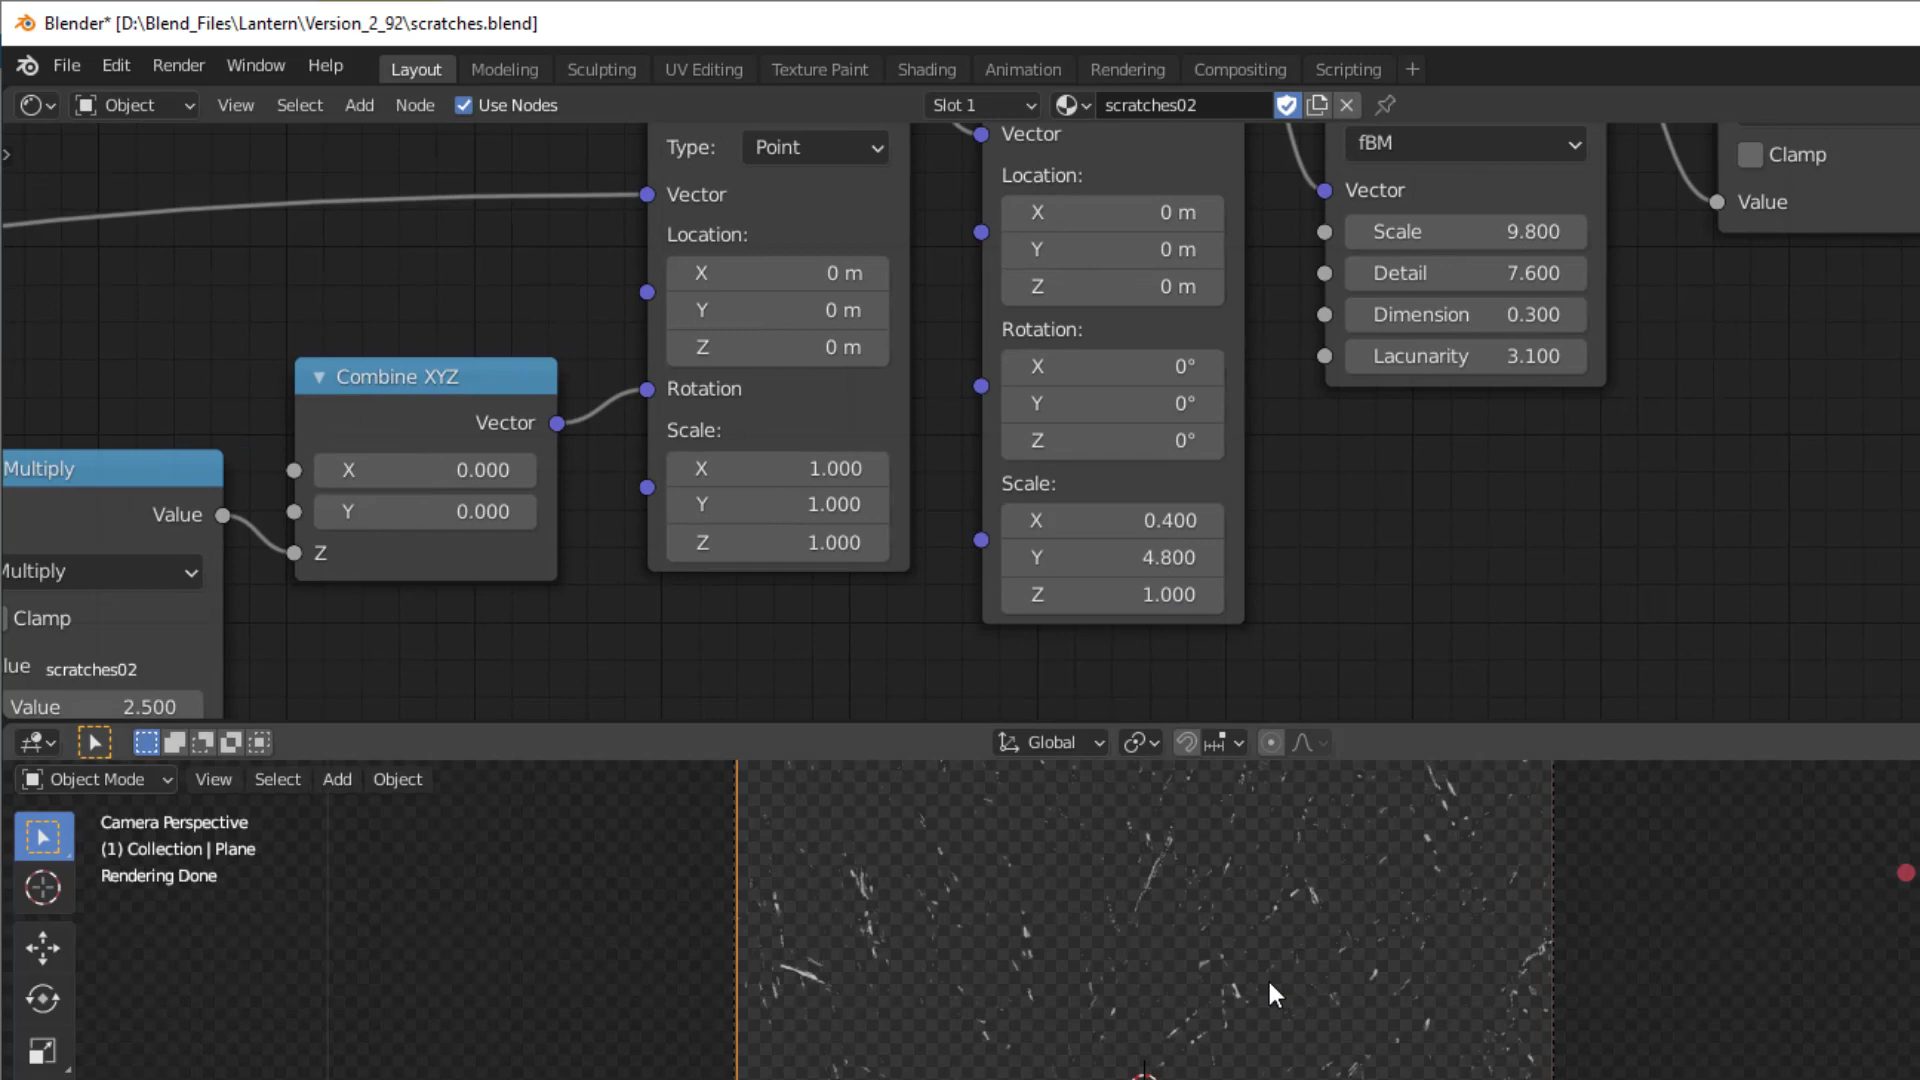 Blender* [D:\Blend_Files\Lantern\Version_2_92\scratches.blend]
File Edit Render Window Help Layout Modeling Sculpting UV Editing Texture Paint Shading Animation Rendering Compositing Scripting +
Object View Select Add Node Use Nodes Slot 1 scratches02
Type: Point
Vector
Location:
X 0 m
Y 0 m
Z 0 m
Rotation
Scale:
X 1.000
Y 1.000
Z 1.000
Vector
Location:
X 0 m
Y 0 m
Z 0 m
Rotation:
X 0°
Y 0°
Z 0°
Scale:
X 0.400
Y 4.800
Z 1.000
fBM
Vector
Scale 9.800
Detail 7.600
Dimension 0.300
Lacunarity 3.100
Clamp
Value
Combine XYZ
Vector
X 0.000
Y 0.000
Z
Multiply
Value
Multiply
Clamp
lue scratches02
Value 2.500
Global
Object Mode View Select Add Object
Camera Perspective
(1) Collection | Plane
Rendering Done